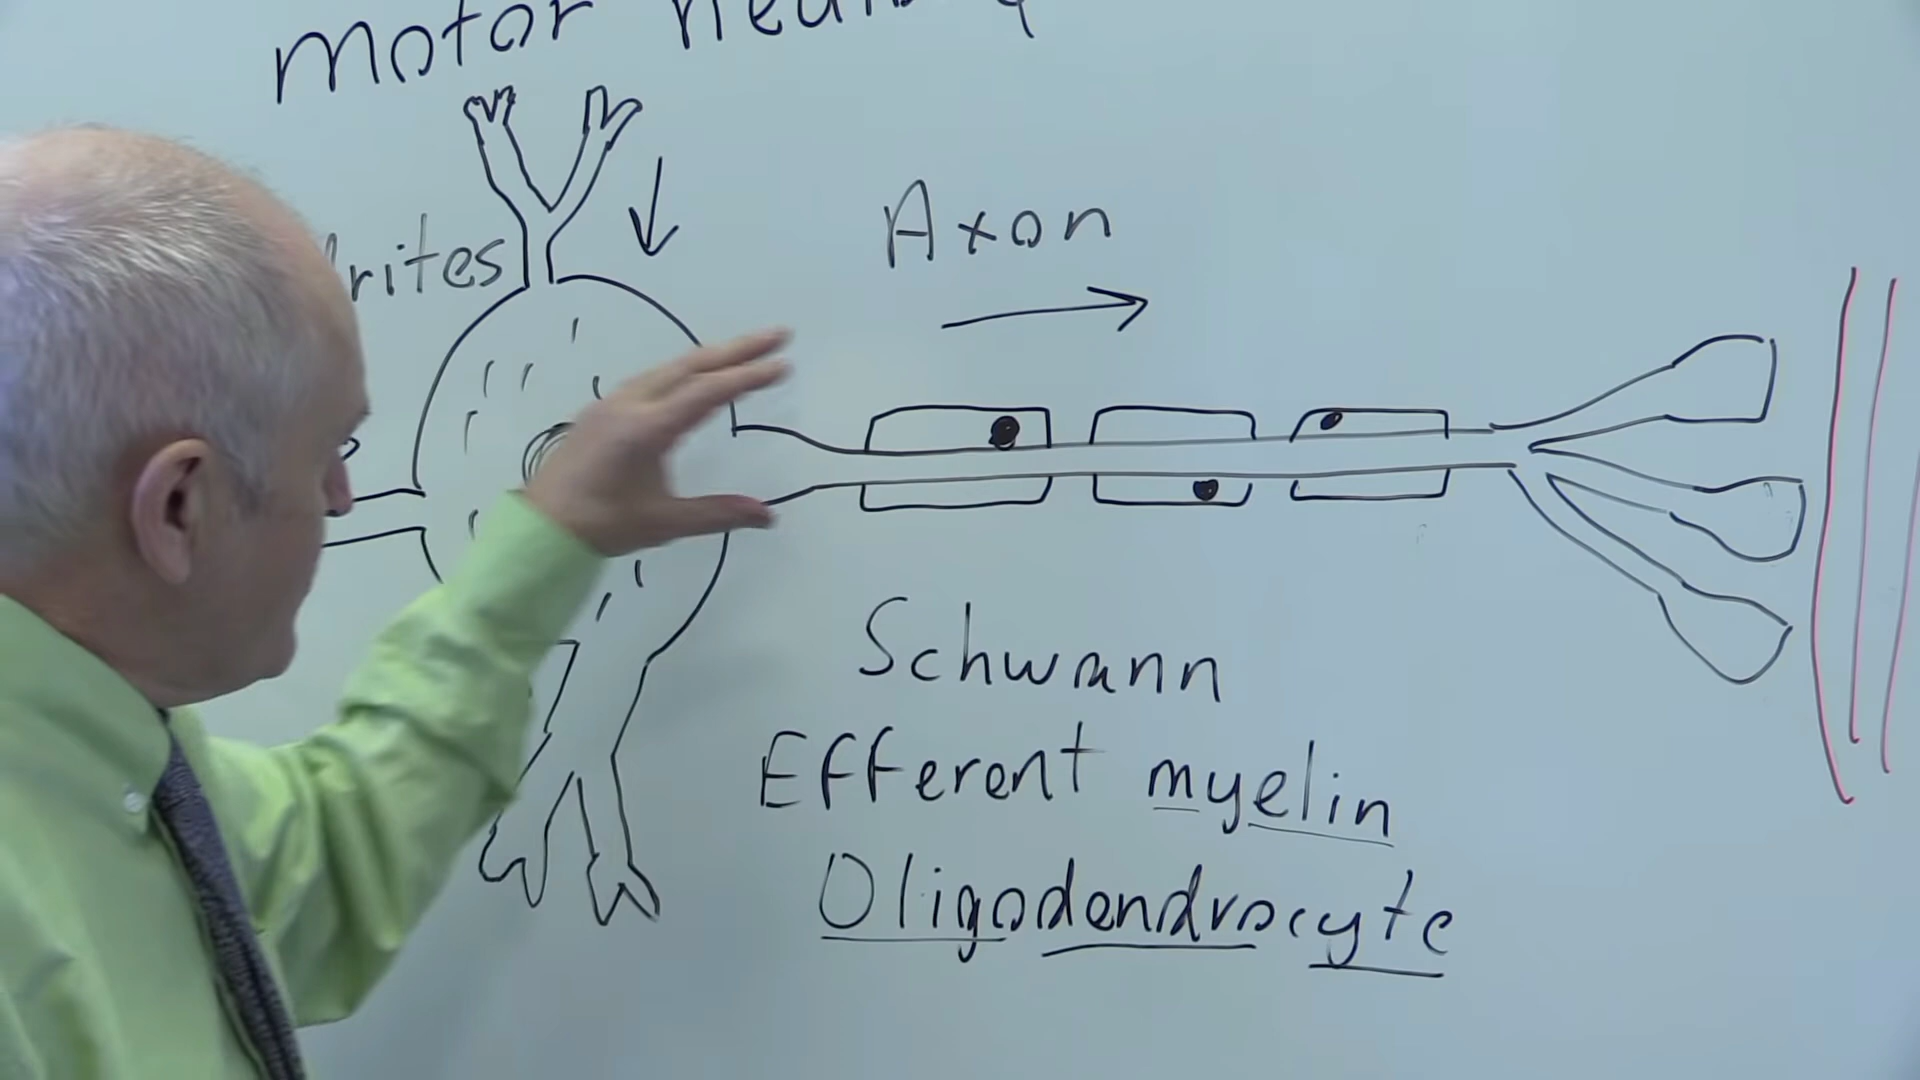 motor
rites
Axon
Schwann
Efferent myelin
Oligodendrocyte